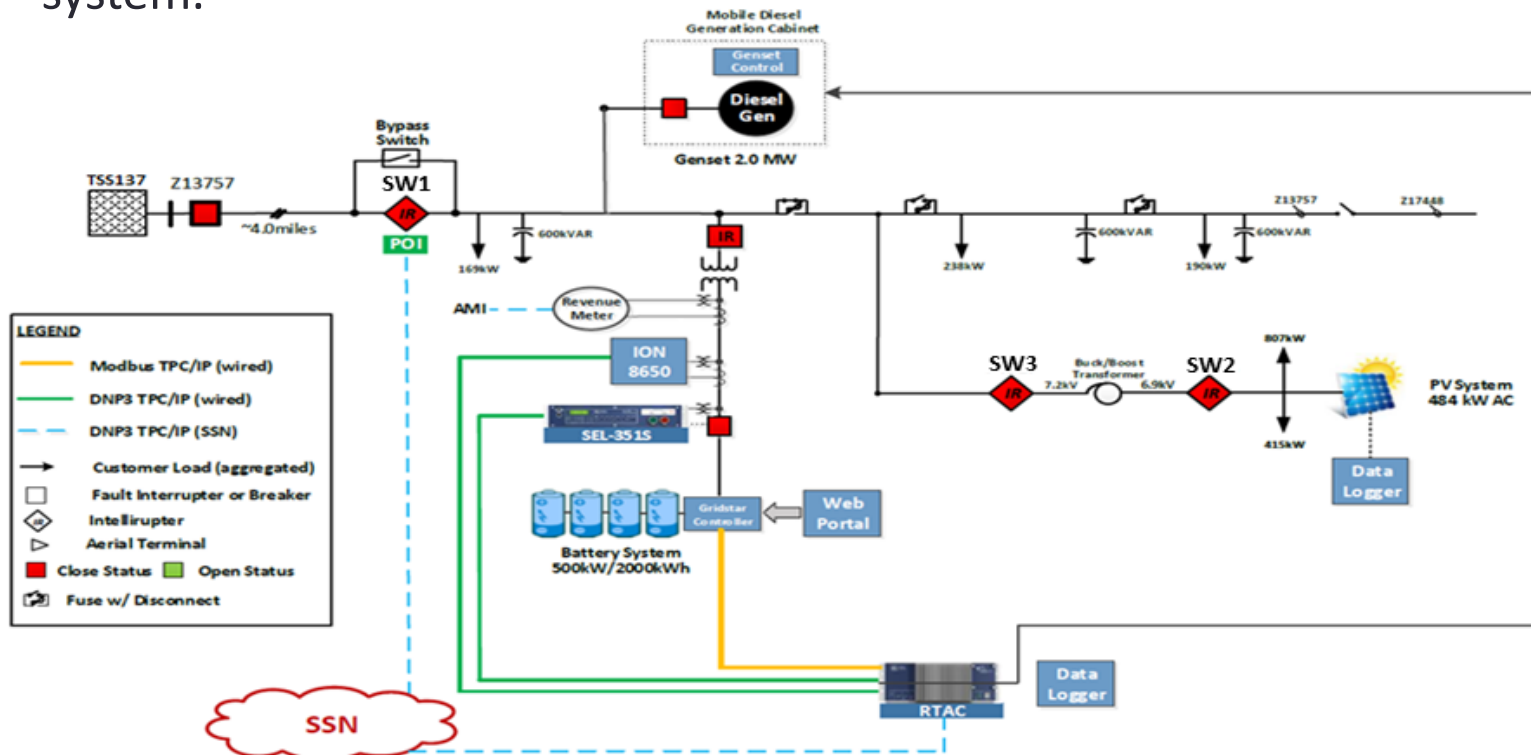 system.
Mobile Diesel
Generation Cabinet
Genset
Control
Diesel
Gen
Genset 2.0 MW
Bypass
Switch
SW1
IR
POI
TSS137
Z13757
~4.0miles
169kW
600kVAR
IR
238kW
600kVAR
190kW
600kVAR
Z13757
Z17448
AMI
Revenue
Meter
ION
8650
SEL-351S
SW3
IR
7.2kV
Buck/Boost
Transformer
6.9kV
SW2
IR
807kW
415kW
PV System
484 kW AC
Data
Logger
Gridstar
Controller
Web
Portal
Battery System
500kW/2000kWh
LEGEND
Modbus TPC/IP (wired)
DNP3 TPC/IP (wired)
DNP3 TPC/IP (SSN)
Customer Load (aggregated)
Fault Interrupter or Breaker
IR
Intellirupter
Aerial Terminal
Close Status
Open Status
Fuse w/ Disconnect
SSN
RTAC
Data
Logger